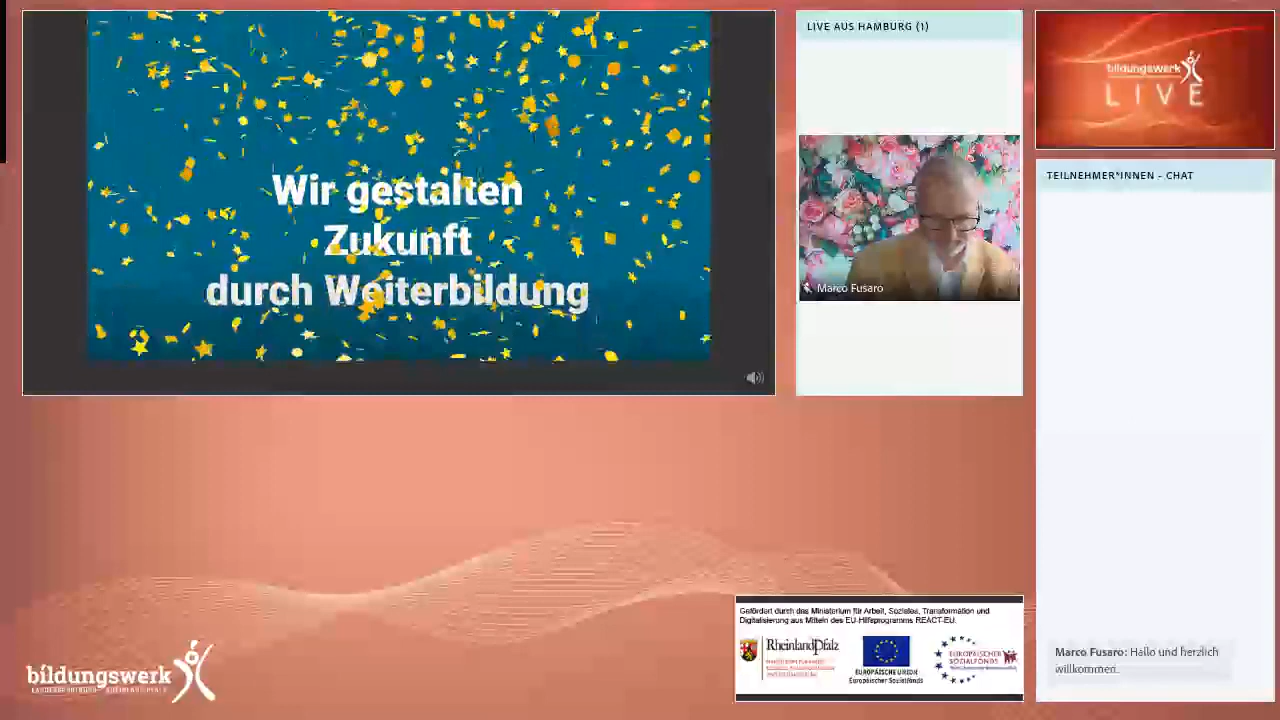 Wir gestalten
Zukunft
durch Weiterbildung
LIVE AUS HAMBURG (1)
Marco Fusaro
bildungswerk
LIVE
TEILNEHMER*INNEN - CHAT
Marco Fusaro: Hallo und herzlich
willkommen.
Gefördert durch das Ministerium für Arbeit, Soziales, Transformation und
Digitalisierung aus Mitteln des EU-Hilfsprogramms REACT-EU.
RheinlandPfalz
EUROPÄISCHE UNION
Europäischer Sozialfonds
EUROPÄISCHER
SOZIALFONDS
bildungswerk